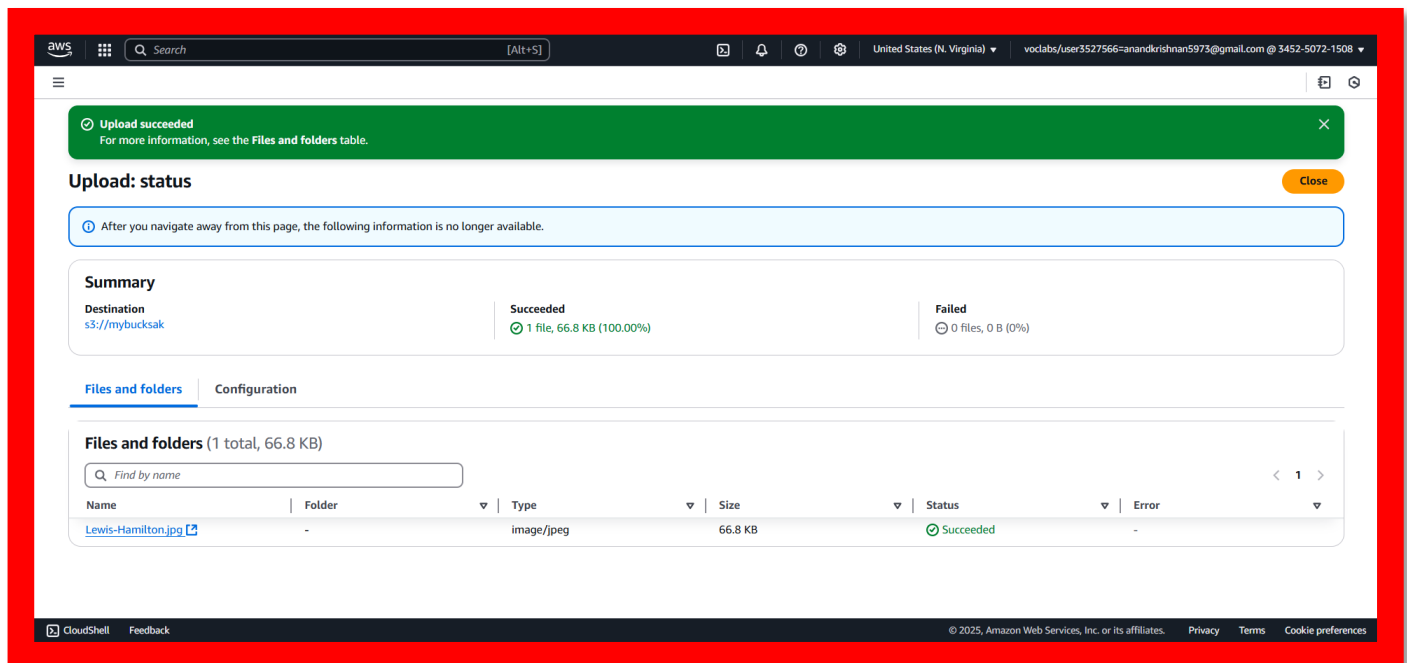 aws Search [Alt+S] United States (N. Virginia) voclabs/user3527566=anandkrishnan5973@gmail.com @ 3452-5072-1508
Upload succeeded
For more information, see the Files and folders table.
Upload: status Close
After you navigate away from this page, the following information is no longer available.
Summary
Destination Succeeded Failed
s3://mybucksak 1 file, 66.8 KB (100.00%) 0 files, 0 B (0%)
Files and folders Configuration
Files and folders (1 total, 66.8 KB)
Find by name 1
Name Folder Type Size Status Error
Lewis-Hamilton.jpg - image/jpeg 66.8 KB Succeeded -
CloudShell Feedback © 2025, Amazon Web Services, Inc. or its affiliates. Privacy Terms Cookie preferences